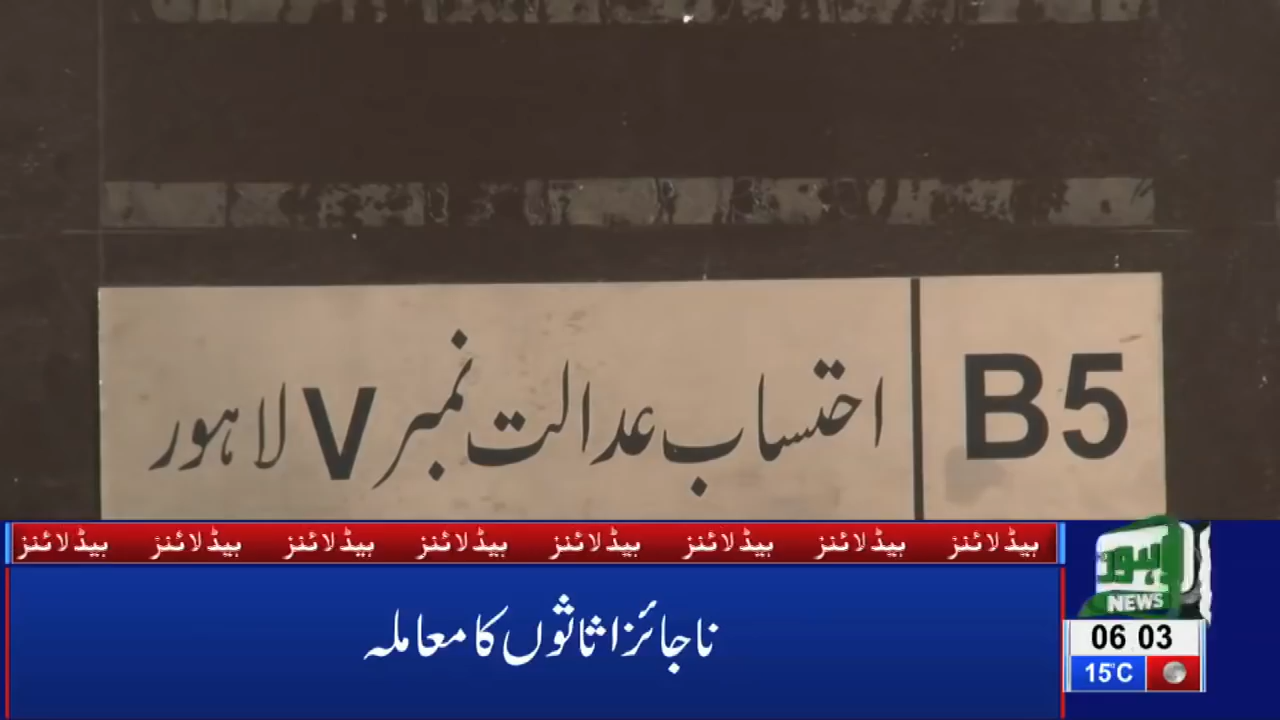 B5
احتساب عدالت نمبر V لاہور
ہیڈلائنز ہیڈلائنز ہیڈلائنز ہیڈلائنز ہیڈلائنز ہیڈلائنز ہیڈلائنز ہیڈلائنز
ناجائز اثاثوں کا معاملہ
لاہور
NEWS
06 03
15°C